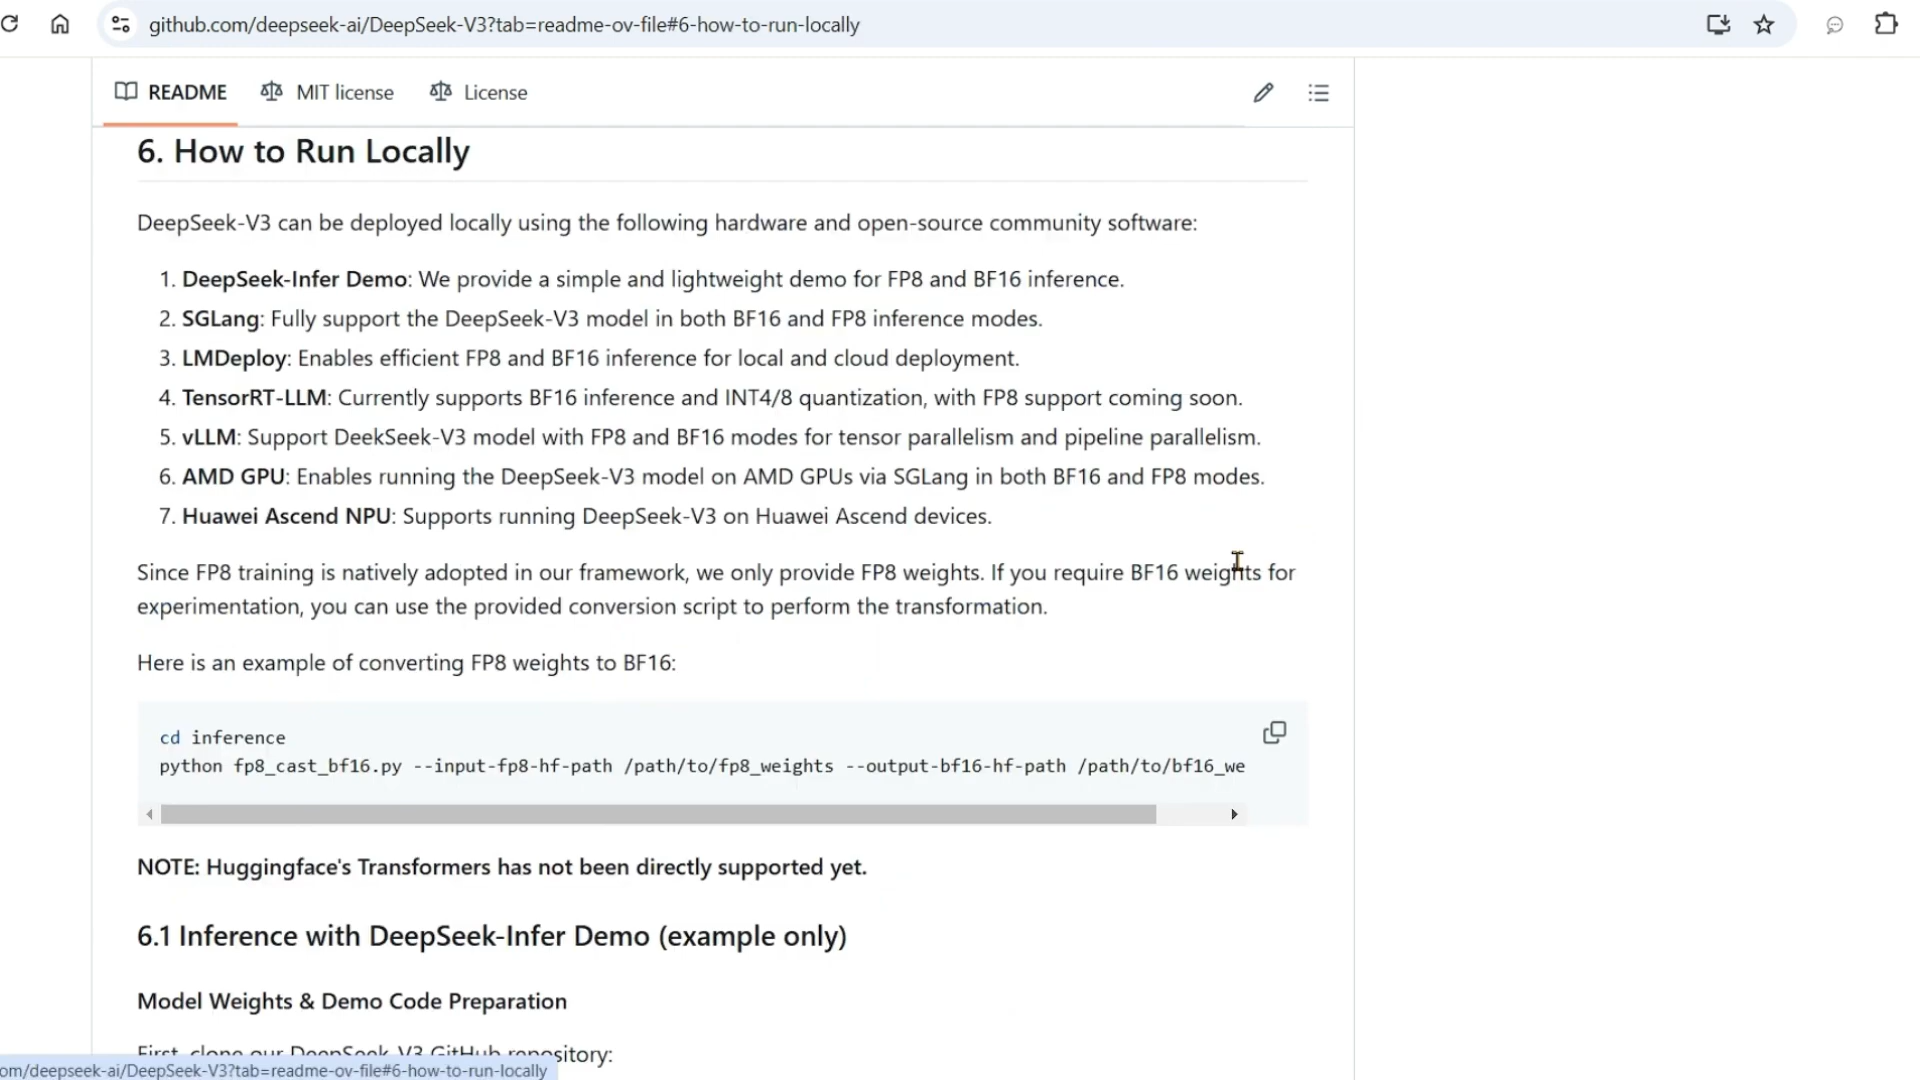 github.com/deepseek-ai/DeepSeek-V3?tab=readme-ov-file#6-how-to-run-locally
README MIT license License
6. How to Run Locally
DeepSeek-V3 can be deployed locally using the following hardware and open-source community software:
1. DeepSeek-Infer Demo: We provide a simple and lightweight demo for FP8 and BF16 inference.
2. SGLang: Fully support the DeepSeek-V3 model in both BF16 and FP8 inference modes.
3. LMDeploy: Enables efficient FP8 and BF16 inference for local and cloud deployment.
4. TensorRT-LLM: Currently supports BF16 inference and INT4/8 quantization, with FP8 support coming soon.
5. vLLM: Support DeekSeek-V3 model with FP8 and BF16 modes for tensor parallelism and pipeline parallelism.
6. AMD GPU: Enables running the DeepSeek-V3 model on AMD GPUs via SGLang in both BF16 and FP8 modes.
7. Huawei Ascend NPU: Supports running DeepSeek-V3 on Huawei Ascend devices.
Since FP8 training is natively adopted in our framework, we only provide FP8 weights. If you require BF16 weights for
experimentation, you can use the provided conversion script to perform the transformation.
Here is an example of converting FP8 weights to BF16:
cd inference
python fp8_cast_bf16.py --input-fp8-hf-path /path/to/fp8_weights --output-bf16-hf-path /path/to/bf16_we
NOTE: Huggingface's Transformers has not been directly supported yet.
6.1 Inference with DeepSeek-Infer Demo (example only)
Model Weights & Demo Code Preparation
First, clone our DeepSeek-V3 GitHub repository:
om/deepseek-ai/DeepSeek-V3?tab=readme-ov-file#6-how-to-run-locally